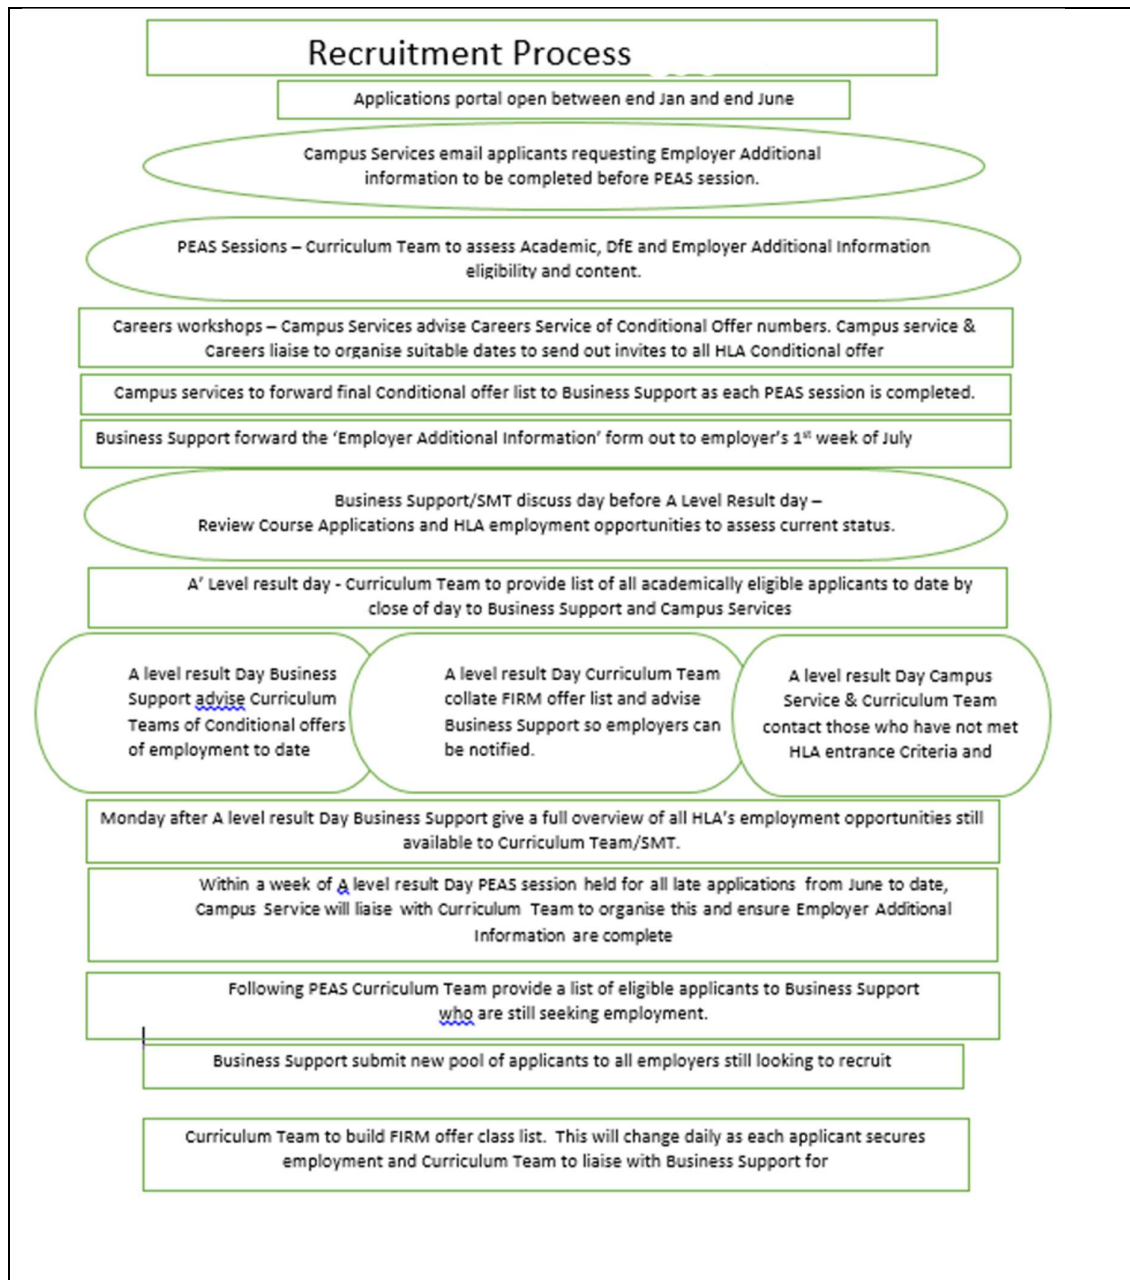 Recruitment Process
Applications portal open between end Jan and end June
Campus Services email applicants requesting Employer Additional
information to be completed before PEAS session.
PEAS Sessions – Curriculum Team to assess Academic, DfE and Employer Additional Information
eligibility and content.
Careers workshops – Campus Services advise Careers Service of Conditional Offer numbers. Campus service &
Careers liaise to organise suitable dates to send out invites to all HLA Conditional offer
Campus services to forward final Conditional offer list to Business Support as each PEAS session is completed.
Business Support forward the ‘Employer Additional Information’ form out to employer’s 1st week of July
Business Support/SMT discuss day before A Level Result day –
Review Course Applications and HLA employment opportunities to assess current status.
A’ Level result day - Curriculum Team to provide list of all academically eligible applicants to date by
close of day to Business Support and Campus Services
A level result Day Business
Support advise Curriculum
Teams of Conditional offers
of employment to date
A level result Day Curriculum Team
collate FIRM offer list and advise
Business Support so employers can
be notified.
A level result Day Campus
Service & Curriculum Team
contact those who have not met
HLA entrance Criteria and
Monday after A level result Day Business Support give a full overview of all HLA’s employment opportunities still
available to Curriculum Team/SMT.
Within a week of A level result Day PEAS session held for all late applications from June to date,
Campus Service will liaise with Curriculum Team to organise this and ensure Employer Additional
Information are complete
Following PEAS Curriculum Team provide a list of eligible applicants to Business Support
who are still seeking employment.
Business Support submit new pool of applicants to all employers still looking to recruit
Curriculum Team to build FIRM offer class list. This will change daily as each applicant secures
employment and Curriculum Team to liaise with Business Support for